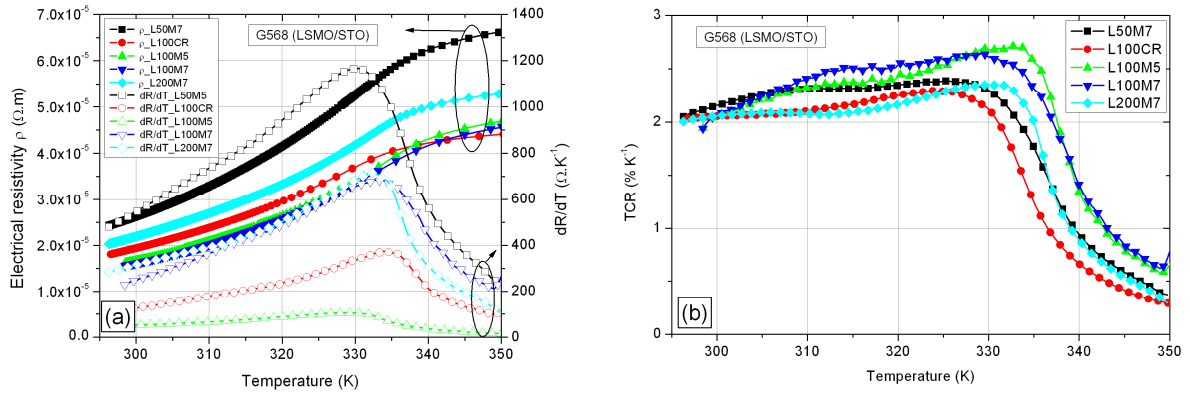 7.0x10⁻⁵
6.0x10⁻⁵
5.0x10⁻⁵
4.0x10⁻⁵
3.0x10⁻⁵
2.0x10⁻⁵
1.0x10⁻⁵
0.0
Electrical resistivity ρ (Ω.m)
ρ_L50M7
ρ_L100CR
ρ_L100M5
ρ_L100M7
ρ_L200M7
dR/dT_L50M5
dR/dT_L100CR
dR/dT_L100M5
dR/dT_L100M7
dR/dT_L200M7
G568 (LSMO/STO)
(a)
1400
1200
1000
800
600
400
200
0
dR/dT (Ω.K⁻¹)
300 310 320 330 340 350
Temperature (K)
3
2
1
0
TCR (% K⁻¹)
G568 (LSMO/STO)
L50M7
L100CR
L100M5
L100M7
L200M7
(b)
300 310 320 330 340 350
Temperature (K)